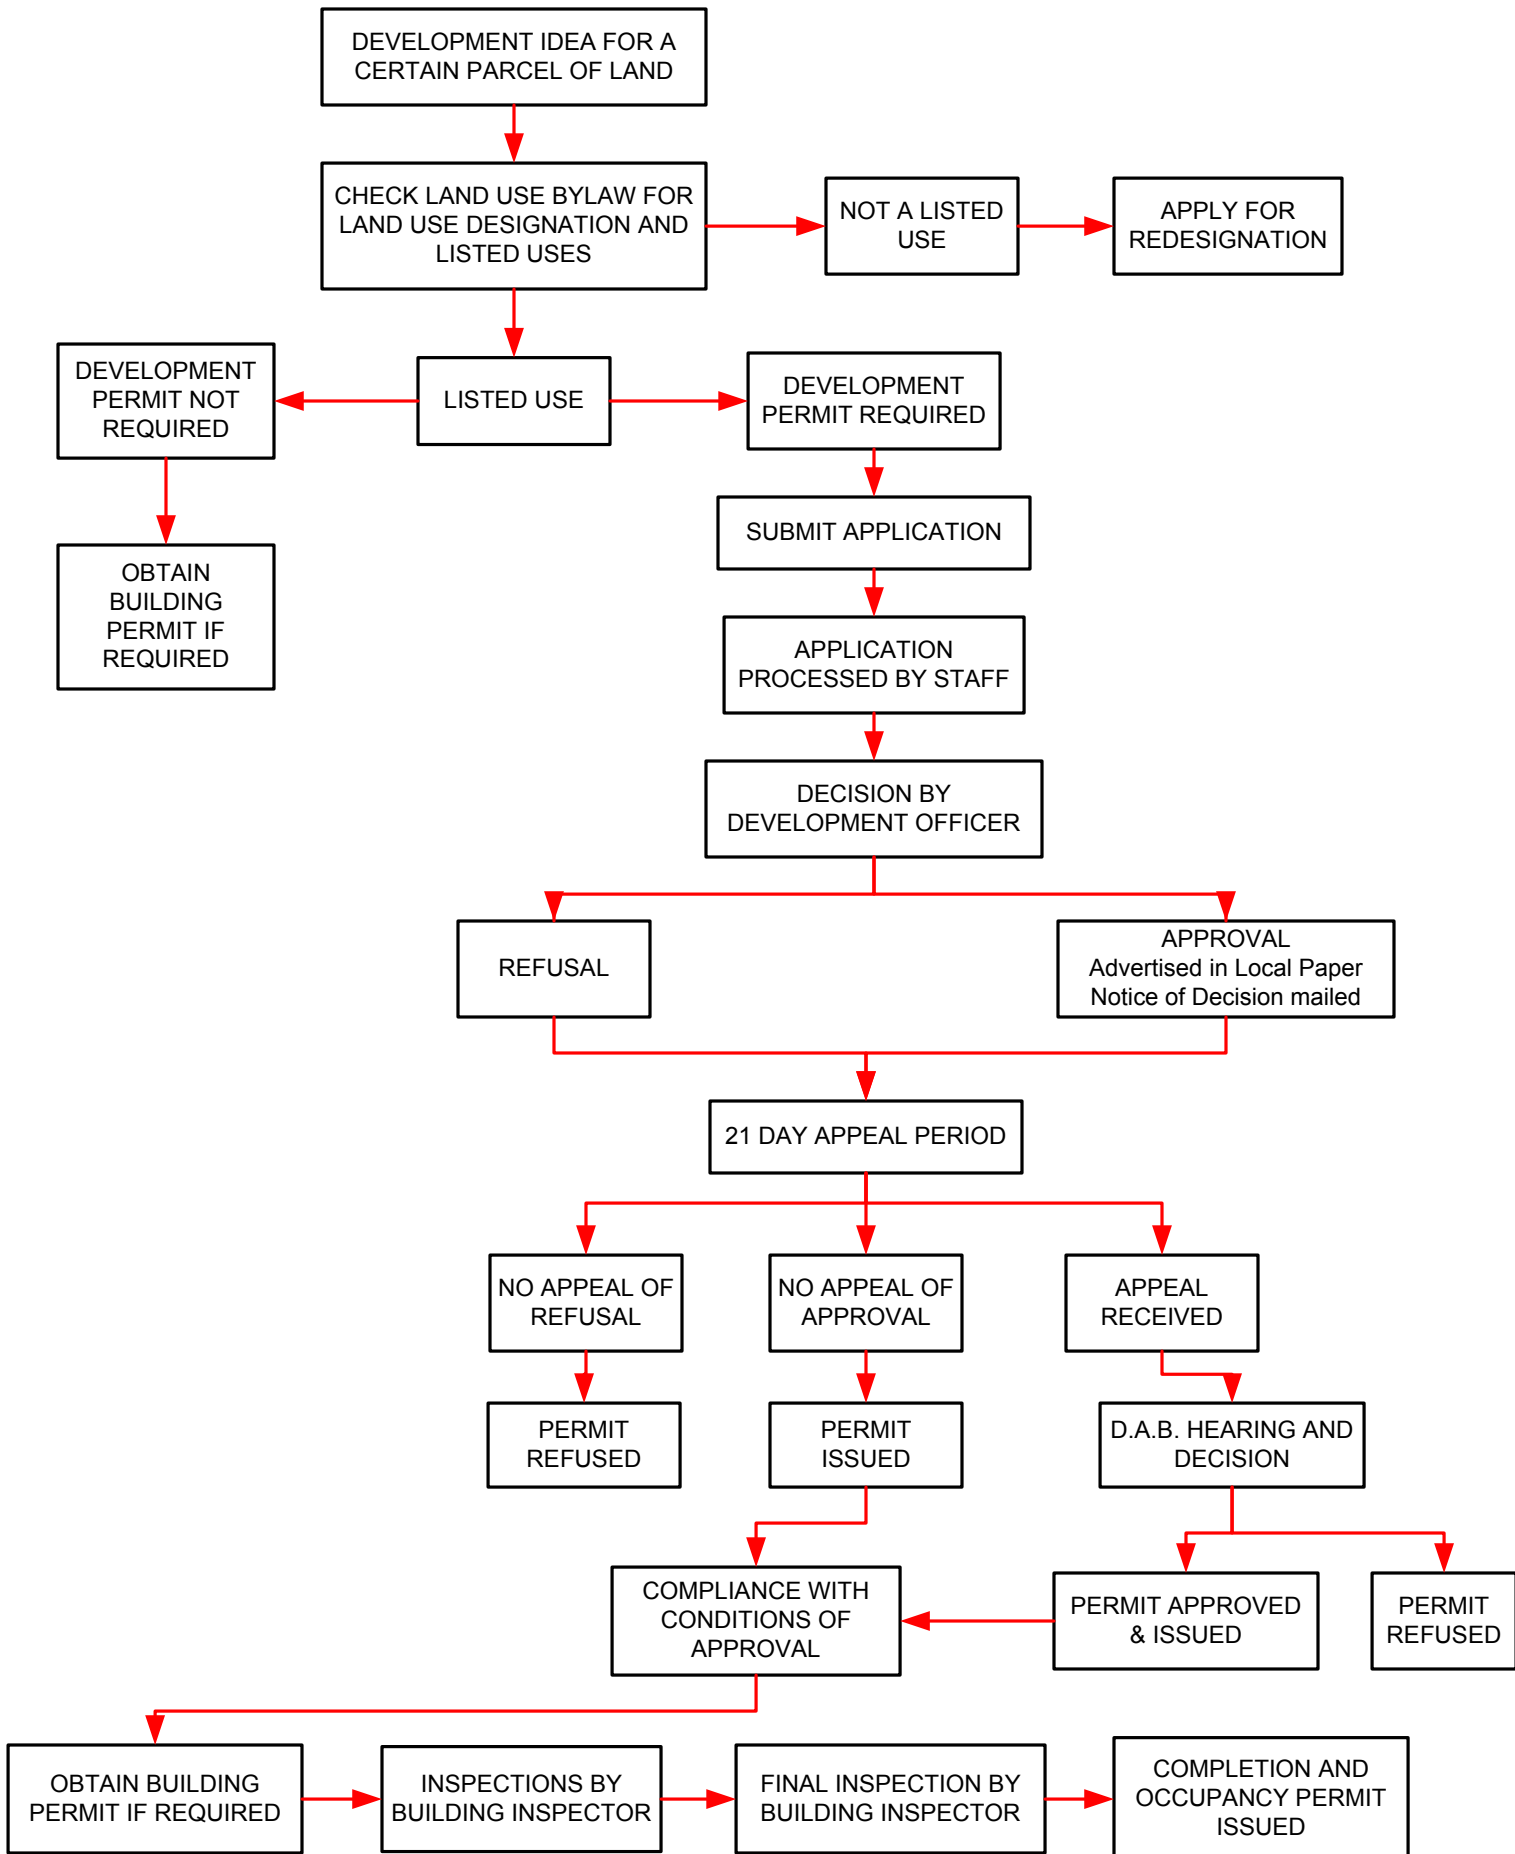 DEVELOPMENT IDEA FOR A
CERTAIN PARCEL OF LAND
CHECK LAND USE BYLAW FOR
LAND USE DESIGNATION AND
LISTED USES
NOT A LISTED
USE
APPLY FOR
REDESIGNATION
DEVELOPMENT
PERMIT NOT
REQUIRED
LISTED USE
DEVELOPMENT
PERMIT REQUIRED
SUBMIT APPLICATION
OBTAIN
BUILDING
PERMIT IF
REQUIRED
APPLICATION
PROCESSED BY STAFF
DECISION BY
DEVELOPMENT OFFICER
REFUSAL
APPROVAL
Advertised in Local Paper
Notice of Decision mailed
21 DAY APPEAL PERIOD
NO APPEAL OF
REFUSAL
NO APPEAL OF
APPROVAL
APPEAL
RECEIVED
PERMIT
REFUSED
PERMIT
ISSUED
D.A.B. HEARING AND
DECISION
COMPLIANCE WITH
CONDITIONS OF
APPROVAL
PERMIT APPROVED
& ISSUED
PERMIT
REFUSED
OBTAIN BUILDING
PERMIT IF REQUIRED
INSPECTIONS BY
BUILDING INSPECTOR
FINAL INSPECTION BY
BUILDING INSPECTOR
COMPLETION AND
OCCUPANCY PERMIT
ISSUED